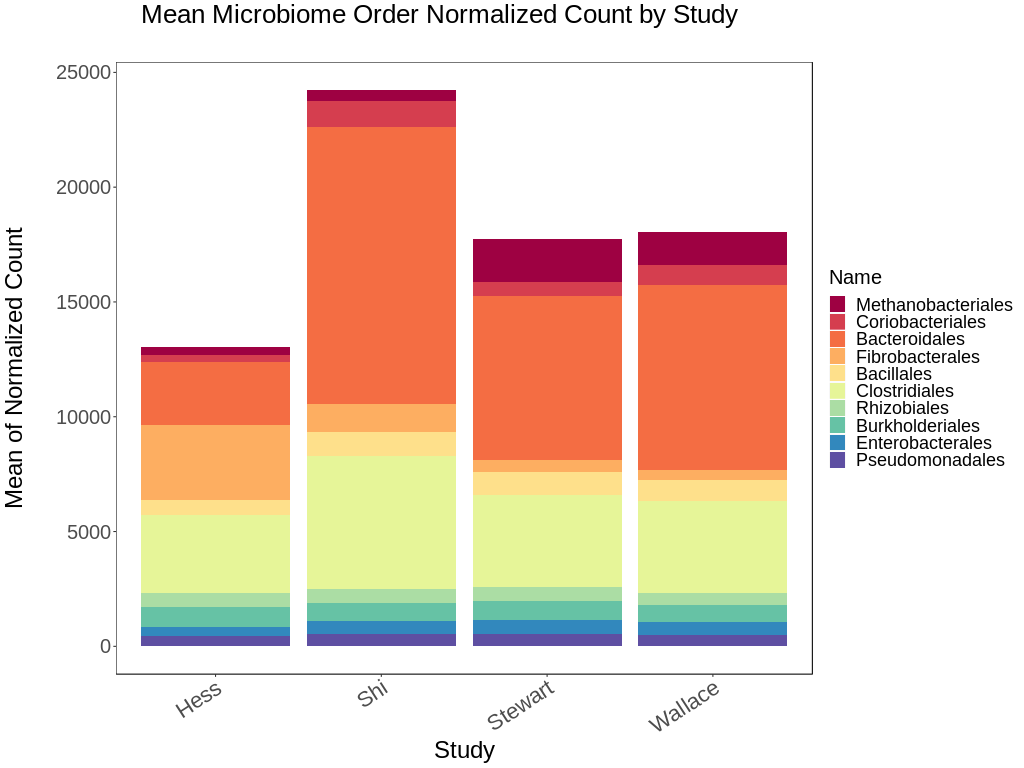 Mean Microbiome Order Normalized Count by Study
Mean of Normalized Count
25000
20000
15000
10000
5000
0
Hess
Shi
Stewart
Wallace
Study
Name
Methanobacteriales
Coriobacteriales
Bacteroidales
Fibrobacterales
Bacillales
Clostridiales
Rhizobiales
Burkholderiales
Enterobacterales
Pseudomonadales